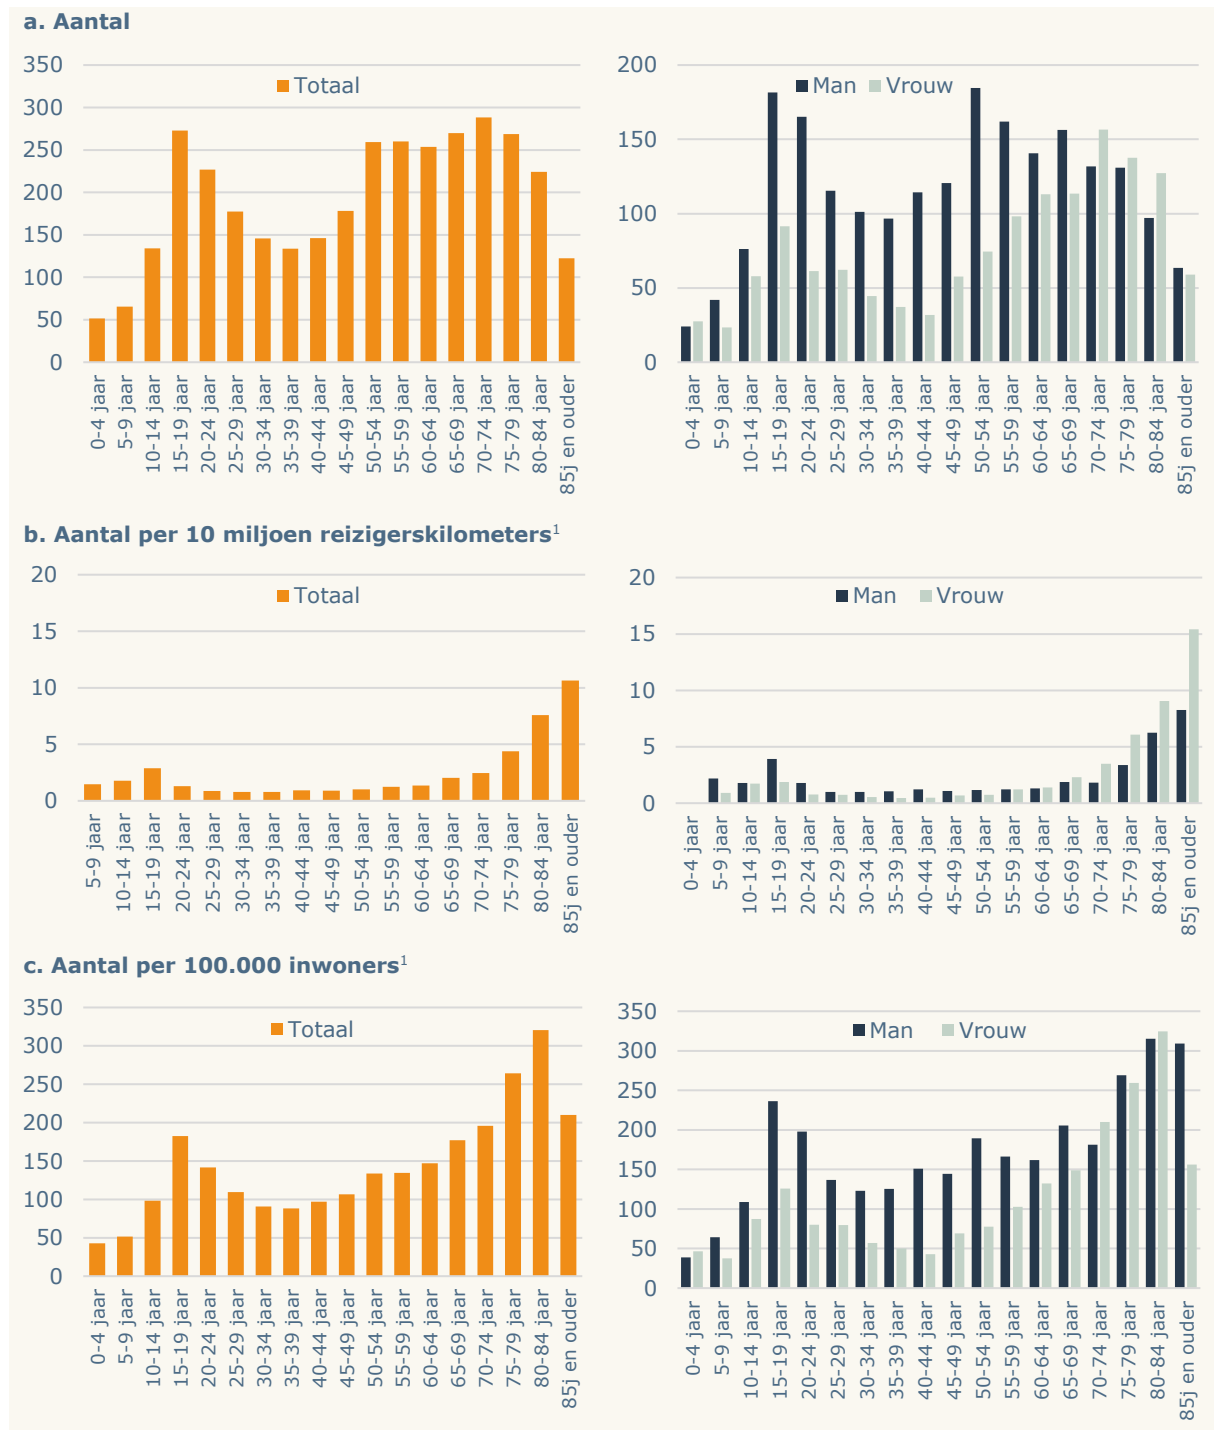 a. Aantal
350
300
250
200
150
100
50
0
Totaal
0-4 jaar
5-9 jaar
10-14 jaar
15-19 jaar
20-24 jaar
25-29 jaar
30-34 jaar
35-39 jaar
40-44 jaar
45-49 jaar
50-54 jaar
55-59 jaar
60-64 jaar
65-69 jaar
70-74 jaar
75-79 jaar
80-84 jaar
85j en ouder
200
150
100
50
0
Man Vrouw
0-4 jaar
5-9 jaar
10-14 jaar
15-19 jaar
20-24 jaar
25-29 jaar
30-34 jaar
35-39 jaar
40-44 jaar
45-49 jaar
50-54 jaar
55-59 jaar
60-64 jaar
65-69 jaar
70-74 jaar
75-79 jaar
80-84 jaar
85j en ouder
b. Aantal per 10 miljoen reizigerskilometers¹
20
15
10
5
0
Totaal
5-9 jaar
10-14 jaar
15-19 jaar
20-24 jaar
25-29 jaar
30-34 jaar
35-39 jaar
40-44 jaar
45-49 jaar
50-54 jaar
55-59 jaar
60-64 jaar
65-69 jaar
70-74 jaar
75-79 jaar
80-84 jaar
85j en ouder
20
15
10
5
0
Man Vrouw
0-4 jaar
5-9 jaar
10-14 jaar
15-19 jaar
20-24 jaar
25-29 jaar
30-34 jaar
35-39 jaar
40-44 jaar
45-49 jaar
50-54 jaar
55-59 jaar
60-64 jaar
65-69 jaar
70-74 jaar
75-79 jaar
80-84 jaar
85j en ouder
c. Aantal per 100.000 inwoners¹
350
300
250
200
150
100
50
0
Totaal
0-4 jaar
5-9 jaar
10-14 jaar
15-19 jaar
20-24 jaar
25-29 jaar
30-34 jaar
35-39 jaar
40-44 jaar
45-49 jaar
50-54 jaar
55-59 jaar
60-64 jaar
65-69 jaar
70-74 jaar
75-79 jaar
80-84 jaar
85j en ouder
350
300
250
200
150
100
50
0
Man Vrouw
0-4 jaar
5-9 jaar
10-14 jaar
15-19 jaar
20-24 jaar
25-29 jaar
30-34 jaar
35-39 jaar
40-44 jaar
45-49 jaar
50-54 jaar
55-59 jaar
60-64 jaar
65-69 jaar
70-74 jaar
75-79 jaar
80-84 jaar
85j en ouder